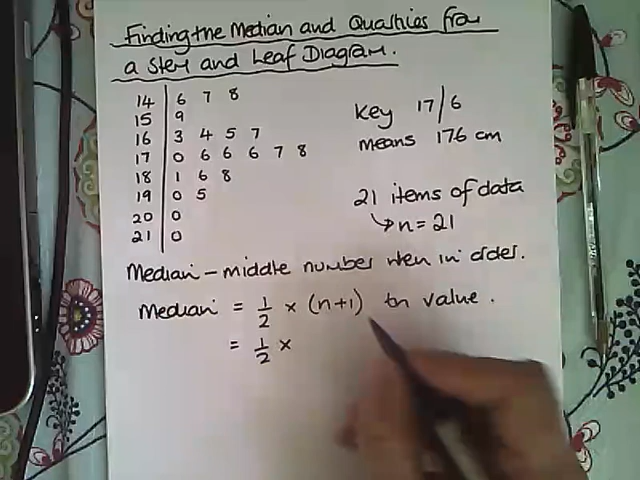 Finding the Median and Quartiles from
a Stem and Leaf Diagram.
14 | 6 7 8
15 | 9
16 | 3 4 5 7
17 | 0 6 6 6 7 8
18 | 1 6 8
19 | 0 5
20 | 0
21 | 0
Key 17/6
means 176 cm
21 items of data
↳ n = 21
Median - middle number when in order.
Median = 1/2 × (n+1) th value.
= 1/2 ×